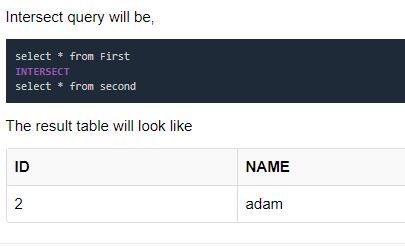 Intersect query will be,
select * from First
INTERSECT
select * from second
The result table will look like
ID NAME
2 adam